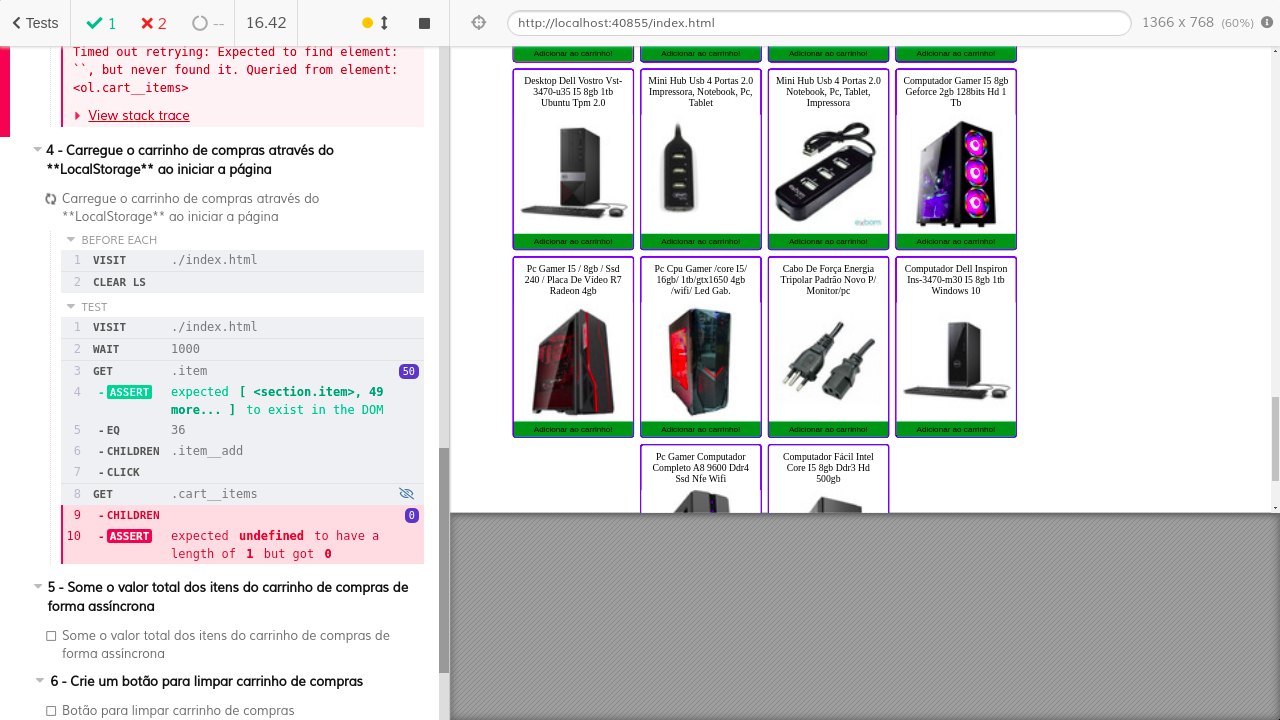 Tests
1
2
--
16.42
http://localhost:40855/index.html
1366 x 768 (60%)
Timed out retrying: Expected to find element:
``, but never found it. Queried from element:
<ol.cart__items>
View stack trace
4 - Carregue o carrinho de compras através do
**LocalStorage** ao iniciar a página
Carregue o carrinho de compras através do
**LocalStorage** ao iniciar a página
BEFORE EACH
1 VISIT ./index.html
2 CLEAR LS
TEST
1 VISIT ./index.html
2 WAIT 1000
3 GET .item 50
4 - ASSERT expected [ <section.item>, 49
more... ] to exist in the DOM
5 - EQ 36
6 - CHILDREN .item__add
7 - CLICK
8 GET .cart__items
9 - CHILDREN 0
10 - ASSERT expected undefined to have a
length of 1 but got 0
5 - Some o valor total dos itens do carrinho de compras de
forma assíncrona
Some o valor total dos itens do carrinho de compras de
forma assíncrona
6 - Crie um botão para limpar carrinho de compras
Botão para limpar carrinho de compras
Adicionar ao carrinho!
Adicionar ao carrinho!
Adicionar ao carrinho!
Adicionar ao carrinho!
Desktop Dell Vostro Vst-
3470-u35 I5 8gb 1tb
Ubuntu Tpm 2.0
Adicionar ao carrinho!
Mini Hub Usb 4 Portas 2.0
Impressora, Notebook, Pc,
Tablet
Adicionar ao carrinho!
Mini Hub Usb 4 Portas 2.0
Notebook, Pc, Tablet,
Impressora
exbom
Adicionar ao carrinho!
Computador Gamer I5 8gb
Geforce 2gb 128bits Hd 1
Tb
Adicionar ao carrinho!
Pc Gamer I5 / 8gb / Ssd
240 / Placa De Vídeo R7
Radeon 4gb
Adicionar ao carrinho!
Pc Cpu Gamer /core I5/
16gb/ 1tb/gtx1650 4gb
/wifi/ Led Gab.
Adicionar ao carrinho!
Cabo De Força Energia
Tripolar Padrão Novo P/
Monitor/pc
Adicionar ao carrinho!
Computador Dell Inspiron
Ins-3470-m30 I5 8gb 1tb
Windows 10
Adicionar ao carrinho!
Pc Gamer Computador
Completo A8 9600 Ddr4
Ssd Nfe Wifi
Computador Fácil Intel
Core I5 8gb Ddr3 Hd
500gb